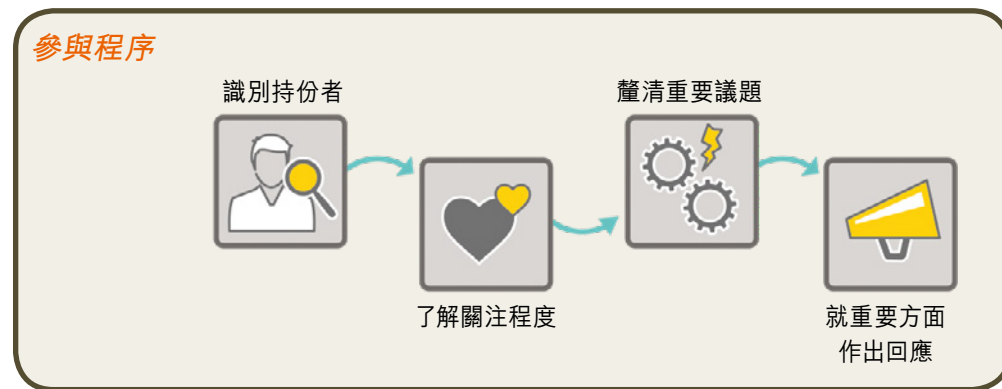 參與程序
識別持份者
了解關注程度
釐清重要議題
就重要方面
作出回應